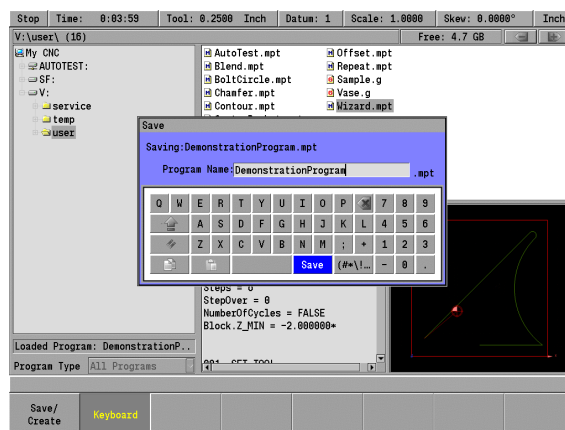 Stop Time: 0:03:59 Tool: 0.2500 Inch Datum: 1 Scale: 1.0000 Skew: 0.0000° Inch
V:\user\ (16) Free: 4.7 GB
My CNC
AUTOTEST:
SF:
V:
service
temp
user
AutoTest.mpt
Blend.mpt
BoltCircle.mpt
Chamfer.mpt
Contour.mpt
Offset.mpt
Repeat.mpt
Sample.g
Vase.g
Wizard.mpt
Save
Saving:DemonstrationProgram.mpt
Program Name: DemonstrationProgram .mpt
Q W E R T Y U I O P 7 8 9
A S D F G H J K L 4 5 6
Z X C V B N M ; + 1 2 3
Save (#*\!… - 0 .
Steps = 0
StepOver = 0
NumberOfCycles = FALSE
Block.Z_MIN = -2.000000*
001 SET TOOL
Loaded Program: DemonstrationP..
Program Type All Programs
Save/
Create
Keyboard